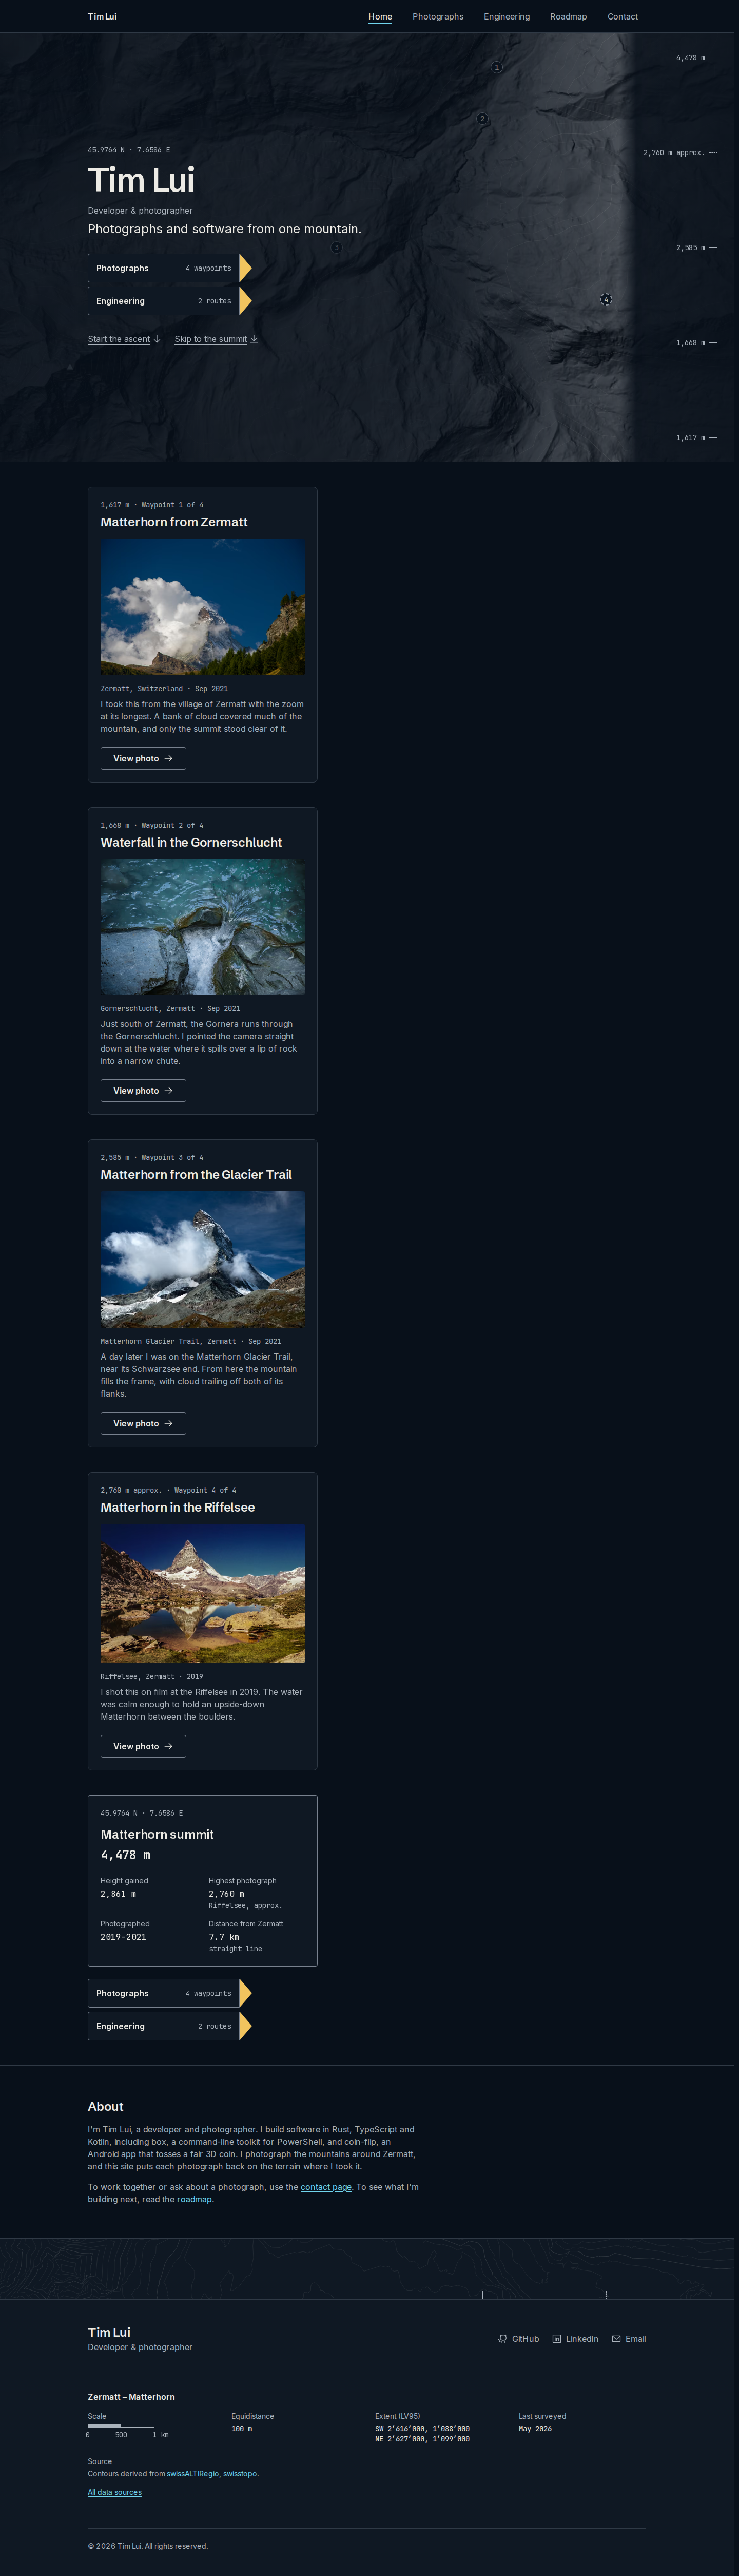 Tim Lui
Home Photographs Engineering Roadmap Contact
4,478 m
1
2
2,760 m approx.
45.9764 N · 7.6586 E
Tim Lui
Developer & photographer
Photographs and software from one mountain.
3
2,585 m
Photographs 4 waypoints
Engineering 2 routes
4
Start the ascent Skip to the summit
1,668 m
1,617 m
1,617 m · Waypoint 1 of 4
Matterhorn from Zermatt
Zermatt, Switzerland · Sep 2021
I took this from the village of Zermatt with the zoom
at its longest. A bank of cloud covered much of the
mountain, and only the summit stood clear of it.
View photo
1,668 m · Waypoint 2 of 4
Waterfall in the Gornerschlucht
Gornerschlucht, Zermatt · Sep 2021
Just south of Zermatt, the Gornera runs through
the Gornerschlucht. I pointed the camera straight
down at the water where it spills over a lip of rock
into a narrow chute.
View photo
2,585 m · Waypoint 3 of 4
Matterhorn from the Glacier Trail
Matterhorn Glacier Trail, Zermatt · Sep 2021
A day later I was on the Matterhorn Glacier Trail,
near its Schwarzsee end. From here the mountain
fills the frame, with cloud trailing off both of its
flanks.
View photo
2,760 m approx. · Waypoint 4 of 4
Matterhorn in the Riffelsee
Riffelsee, Zermatt · 2019
I shot this on film at the Riffelsee in 2019. The water
was calm enough to hold an upside-down
Matterhorn between the boulders.
View photo
45.9764 N · 7.6586 E
Matterhorn summit
4,478 m
Height gained Highest photograph
2,861 m 2,760 m
Riffelsee, approx.
Photographed Distance from Zermatt
2019–2021 7.7 km
straight line
Photographs 4 waypoints
Engineering 2 routes
About
I'm Tim Lui, a developer and photographer. I build software in Rust, TypeScript and
Kotlin, including box, a command-line toolkit for PowerShell, and coin-flip, an
Android app that tosses a fair 3D coin. I photograph the mountains around Zermatt,
and this site puts each photograph back on the terrain where I took it.
To work together or ask about a photograph, use the contact page. To see what I'm
building next, read the roadmap.
Tim Lui
Developer & photographer
GitHub LinkedIn Email
Zermatt – Matterhorn
Scale Equidistance Extent (LV95) Last surveyed
100 m SW 2’616’000, 1’088’000 May 2026
0 500 1 km NE 2’627’000, 1’099’000
Source
Contours derived from swissALTIRegio, swisstopo.
All data sources
© 2026 Tim Lui. All rights reserved.